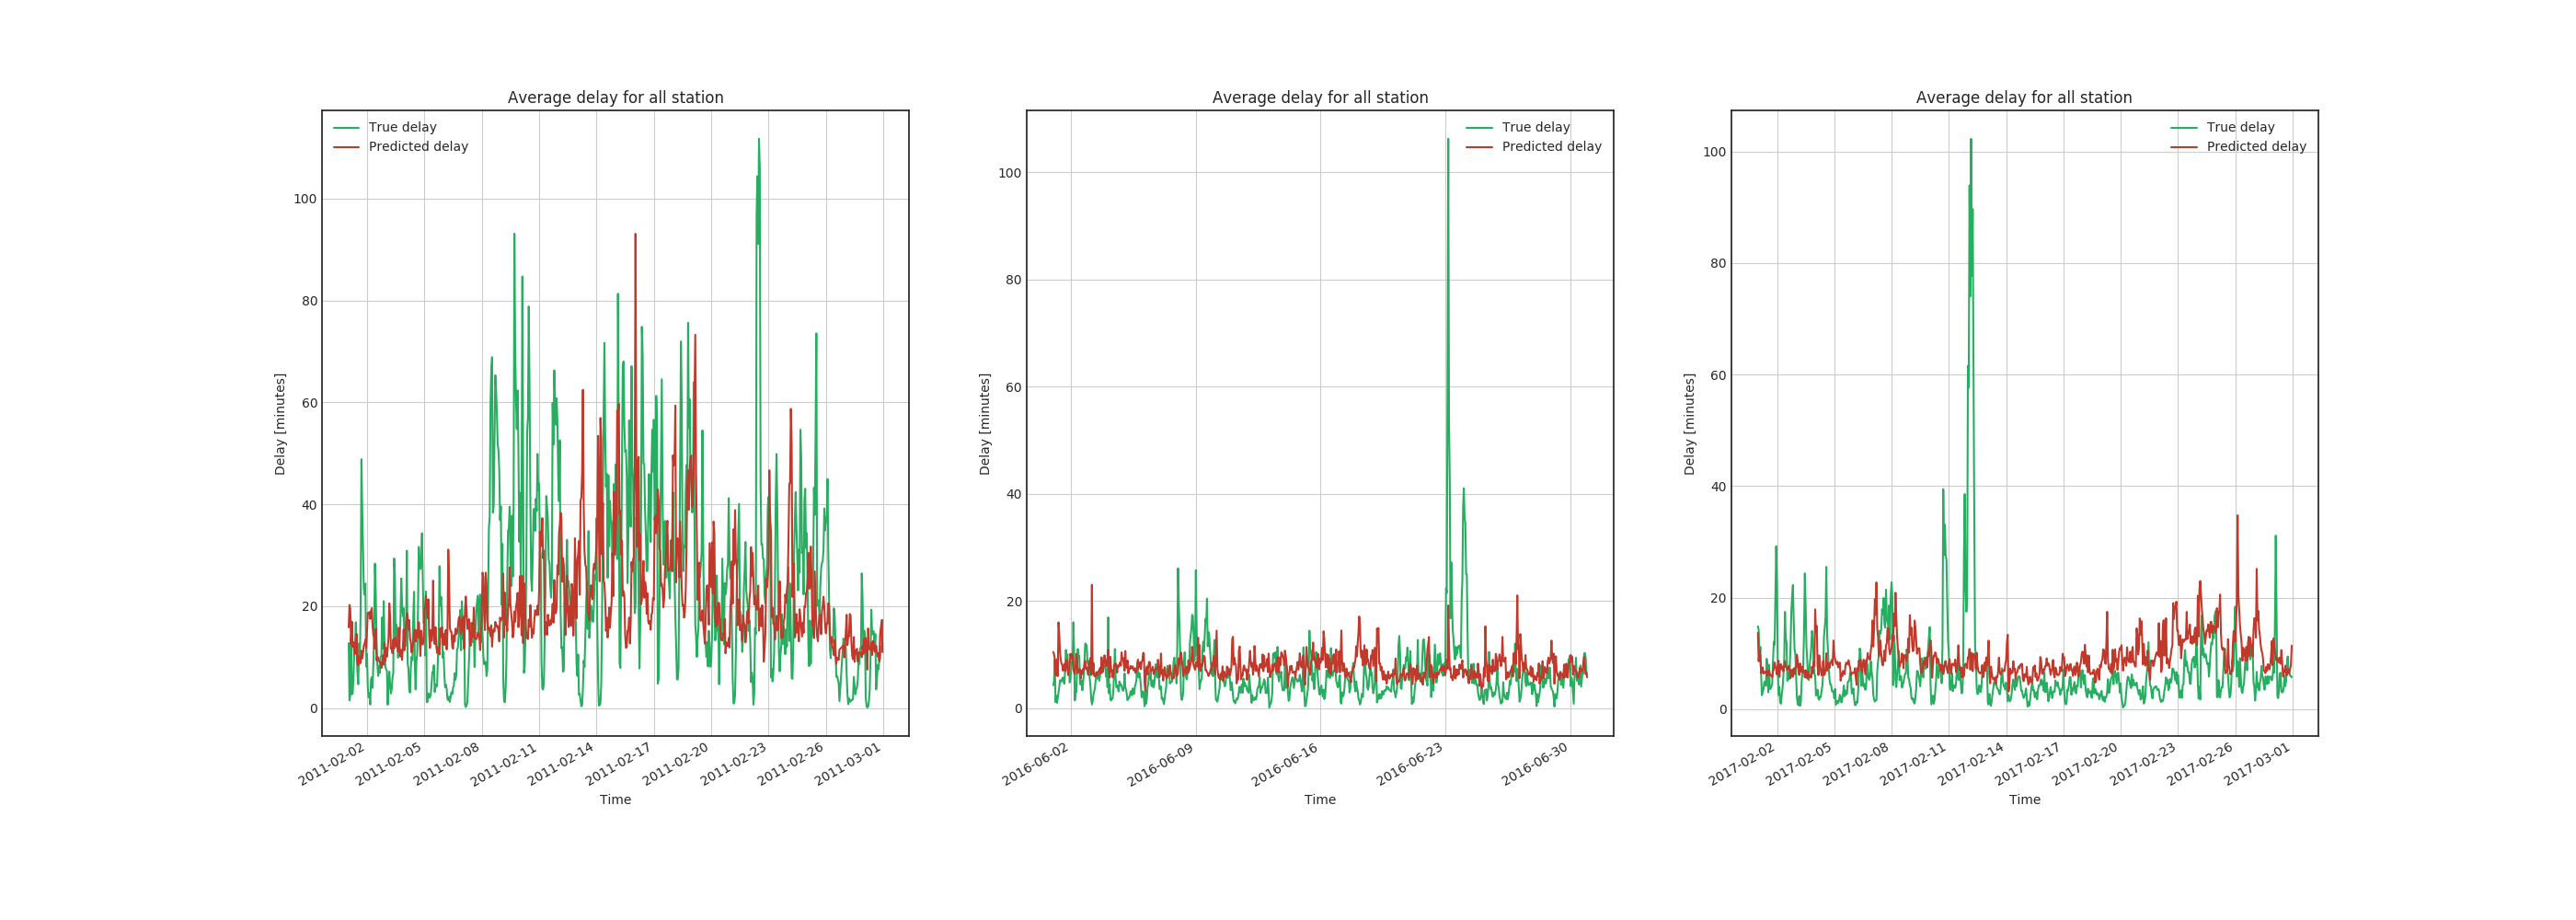 Average delay for all station
True delay
Predicted delay
Delay [minutes]
100
80
60
40
20
0
2011-02-02
2011-02-05
2011-02-08
2011-02-11
2011-02-14
2011-02-17
2011-02-20
2011-02-23
2011-02-26
2011-03-01
Time
Average delay for all station
True delay
Predicted delay
Delay [minutes]
100
80
60
40
20
0
2016-06-02
2016-06-09
2016-06-16
2016-06-23
2016-06-30
Time
Average delay for all station
True delay
Predicted delay
Delay [minutes]
100
80
60
40
20
0
2017-02-02
2017-02-05
2017-02-08
2017-02-11
2017-02-14
2017-02-17
2017-02-20
2017-02-23
2017-02-26
2017-03-01
Time